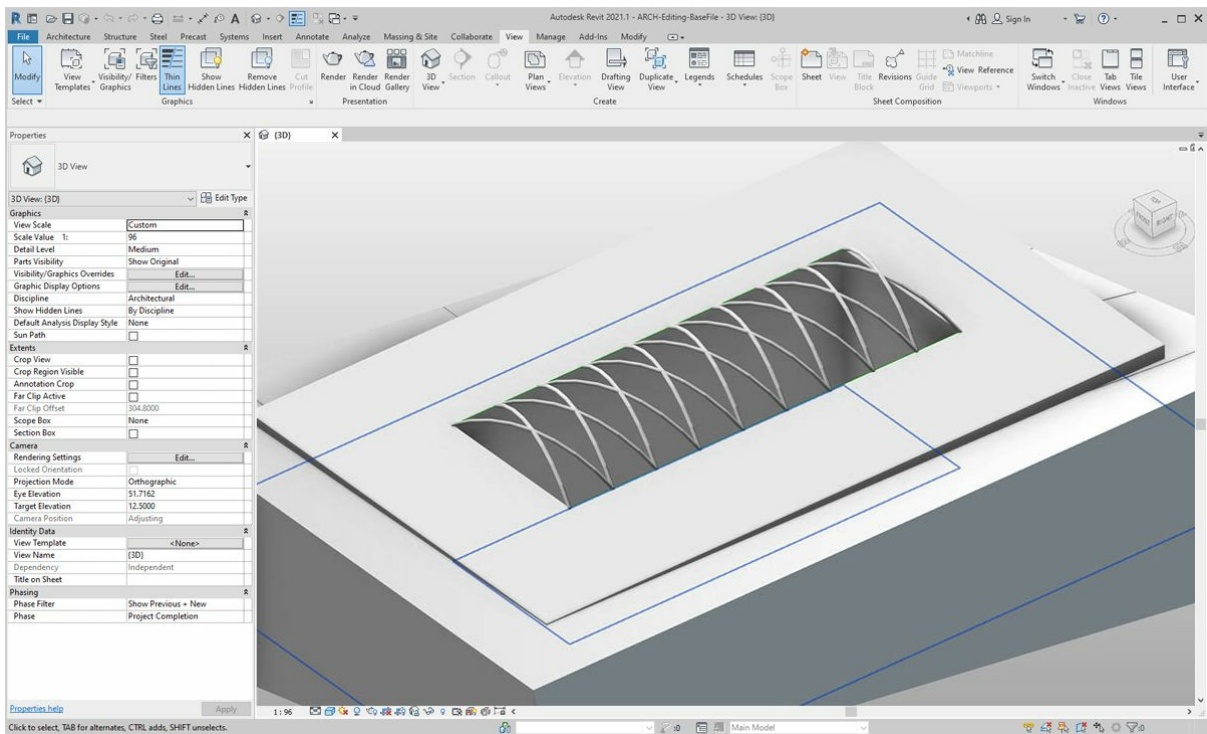 Autodesk Revit 2021.1 - ARCH-Editing-BaseFile - 3D View: {3D}
Sign In
File Architecture Structure Steel Precast Systems Insert Annotate Analyze Massing & Site Collaborate View Manage Add-Ins Modify
Modify
View Templates
Visibility/ Graphics
Filters
Thin Lines
Show Hidden Lines
Remove Hidden Lines
Cut Profile
Render
Render in Cloud
Render Gallery
3D View
Section
Callout
Plan Views
Elevation
Drafting View
Duplicate View
Legends
Schedules
Scope Box
Sheet
View
Title Block
Revisions
Guide Grid
Matchline
View Reference
Viewports
Switch Windows
Close Inactive
Tab Views
Tile Views
User Interface
Select Graphics Presentation Create Sheet Composition Windows
Properties
{3D}
3D View
3D View: {3D} Edit Type
Graphics
View Scale Custom
Scale Value 1: 96
Detail Level Medium
Parts Visibility Show Original
Visibility/Graphics Overrides Edit...
Graphic Display Options Edit...
Discipline Architectural
Show Hidden Lines By Discipline
Default Analysis Display Style None
Sun Path
Extents
Crop View
Crop Region Visible
Annotation Crop
Far Clip Active
Far Clip Offset 304.8000
Scope Box None
Section Box
Camera
Rendering Settings Edit...
Locked Orientation
Projection Mode Orthographic
Eye Elevation 51.7162
Target Elevation 12.5000
Camera Position Adjusting
Identity Data
View Template <None>
View Name {3D}
Dependency Independent
Title on Sheet
Phasing
Phase Filter Show Previous + New
Phase Project Completion
Properties help Apply
1 : 96
Click to select, TAB for alternates, CTRL adds, SHIFT unselects.
:0
Main Model
:0